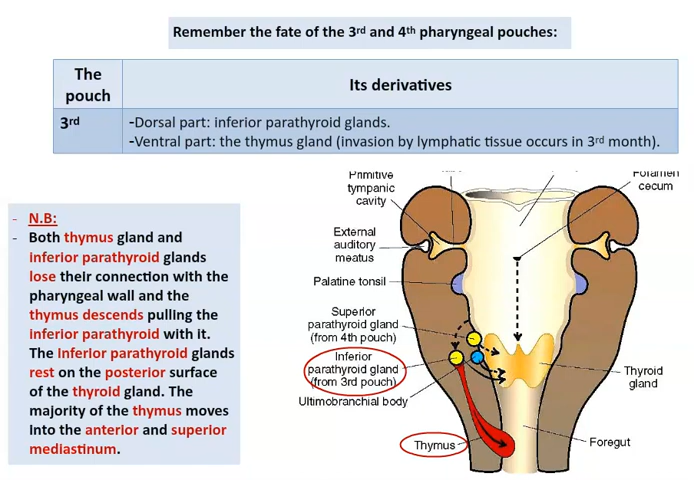 Remember the fate of the 3rd and 4th pharyngeal pouches:
The
pouch
Its derivatives
3rd
-Dorsal part: inferior parathyroid glands.
-Ventral part: the thymus gland (invasion by lymphatic tissue occurs in 3rd month).
- N.B:
- Both thymus gland and
inferior parathyroid glands
lose their connection with the
pharyngeal wall and the
thymus descends pulling the
inferior parathyroid with it.
The inferior parathyroid glands
rest on the posterior surface
of the thyroid gland. The
majority of the thymus moves
into the anterior and superior
mediastinum.
Primitive
tympanic
cavity
External
auditory
meatus
Palatine tonsil
Superior
parathyroid gland
(from 4th pouch)
Inferior
parathyroid gland
(from 3rd pouch)
Ultimobranchial body
Thymus
Foramen
cecum
Thyroid
gland
Foregut